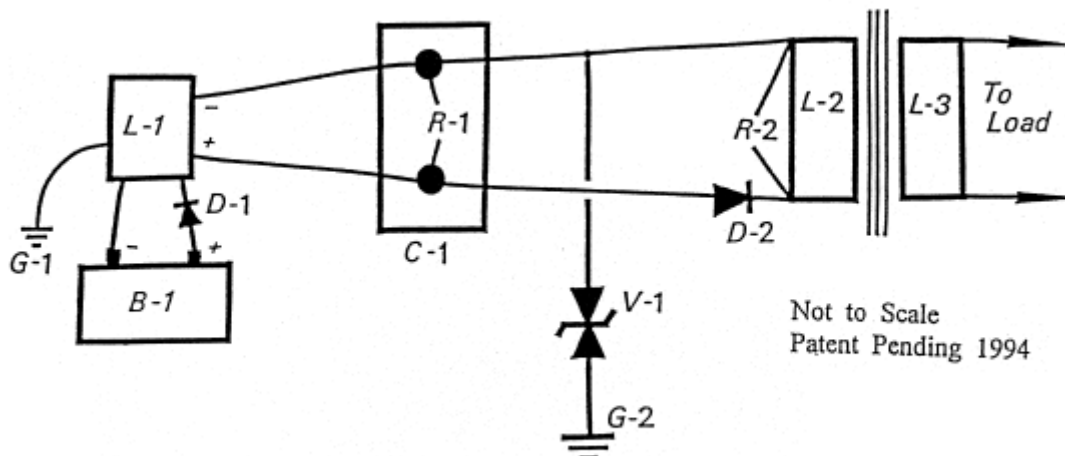 L-1
-
+
D-1
-
+
G-1
B-1
R-1
C-1
R-2
L-2
L-3
To
Load
D-2
V-1
G-2
Not to Scale
Patent Pending 1994